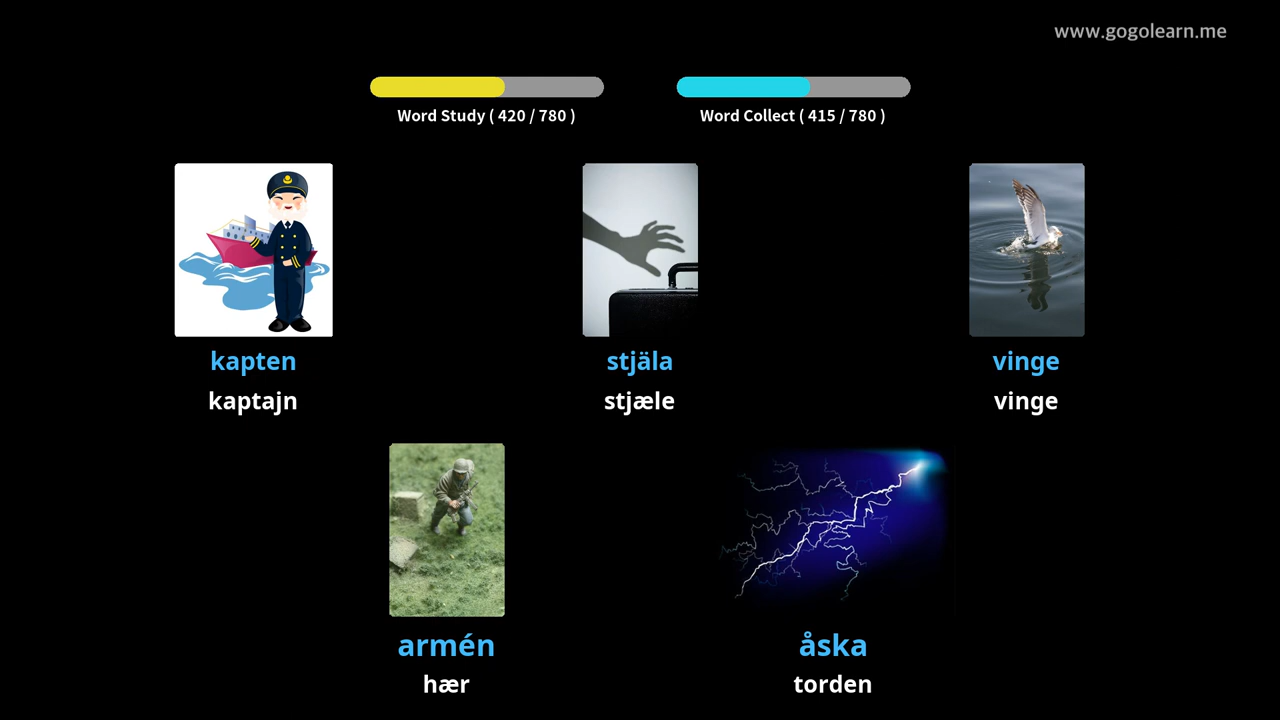 www.gogolearn.me
Word Study ( 420 / 780 )
Word Collect ( 415 / 780 )
kapten
kaptajn
stjäla
stjæle
vinge
vinge
armén
hær
åska
torden